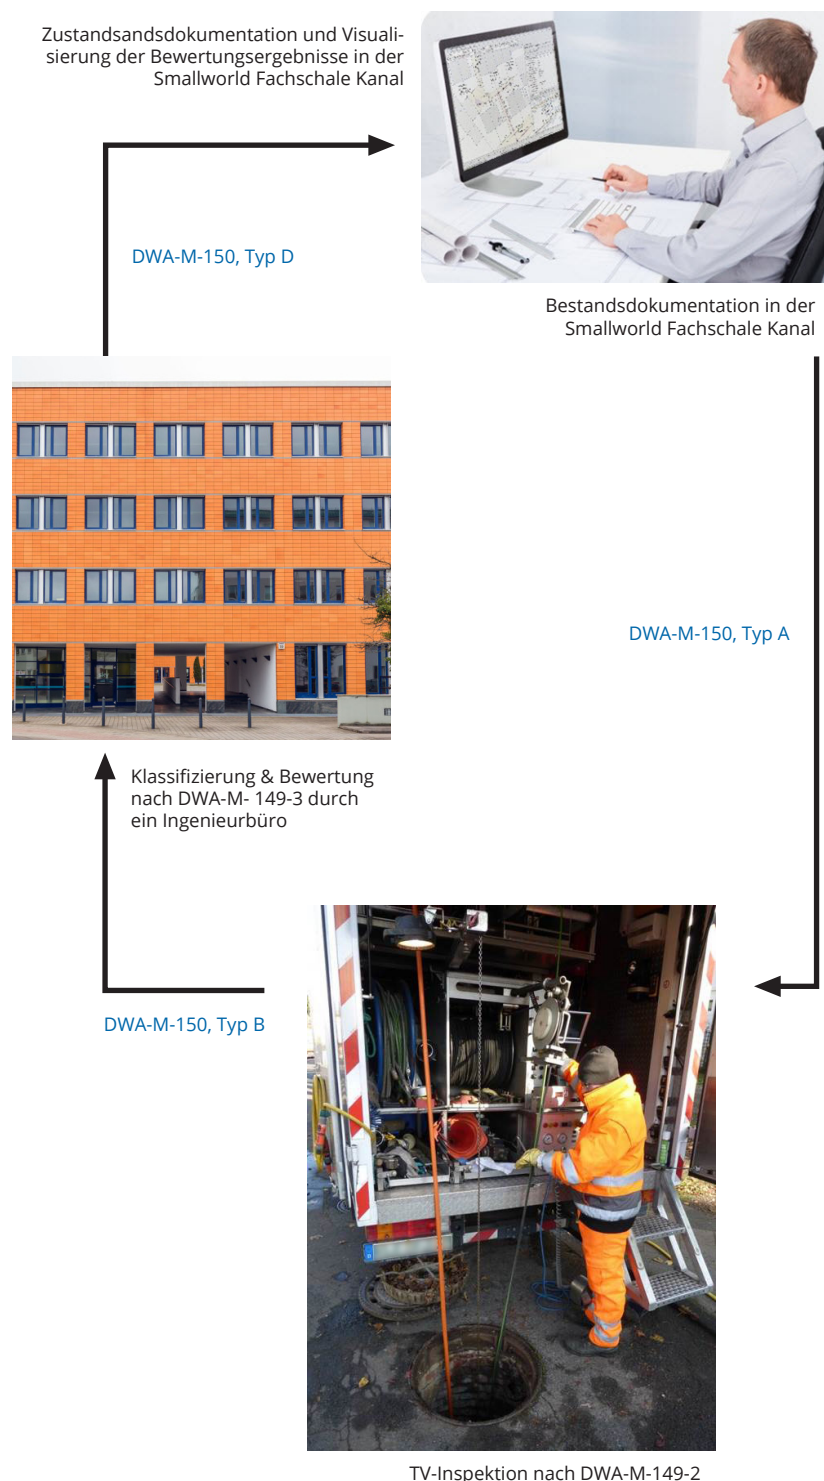 Zustandsandsdokumentation und Visuali-
sierung der Bewertungsergebnisse in der
Smallworld Fachschale Kanal
DWA-M-150, Typ D
Bestandsdokumentation in der
Smallworld Fachschale Kanal
DWA-M-150, Typ A
Klassifizierung & Bewertung
nach DWA-M- 149-3 durch
ein Ingenieurbüro
DWA-M-150, Typ B
TV-Inspektion nach DWA-M-149-2